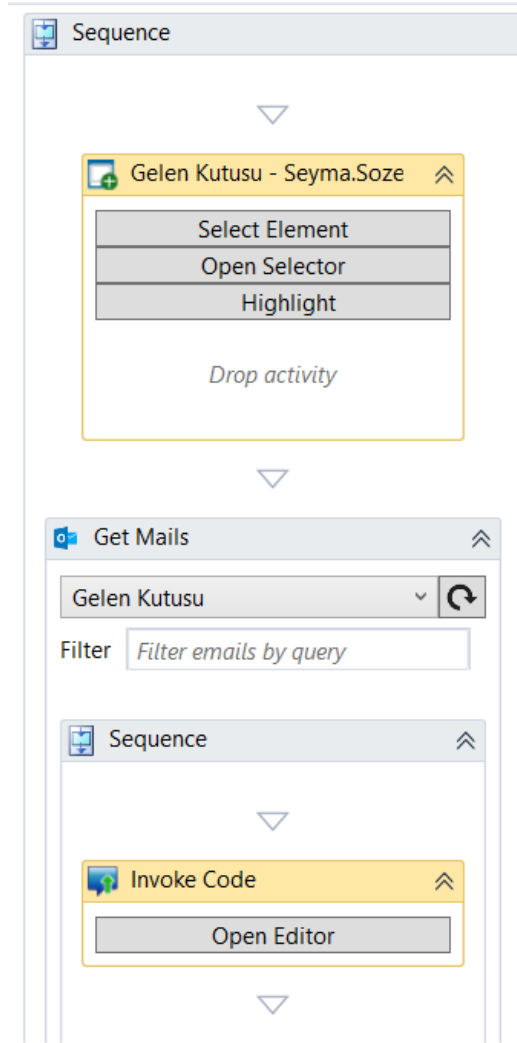 Sequence
Gelen Kutusu - Seyma.Soze
Select Element
Open Selector
Highlight
Drop activity
Get Mails
Gelen Kutusu
Filter Filter emails by query
Sequence
Invoke Code
Open Editor